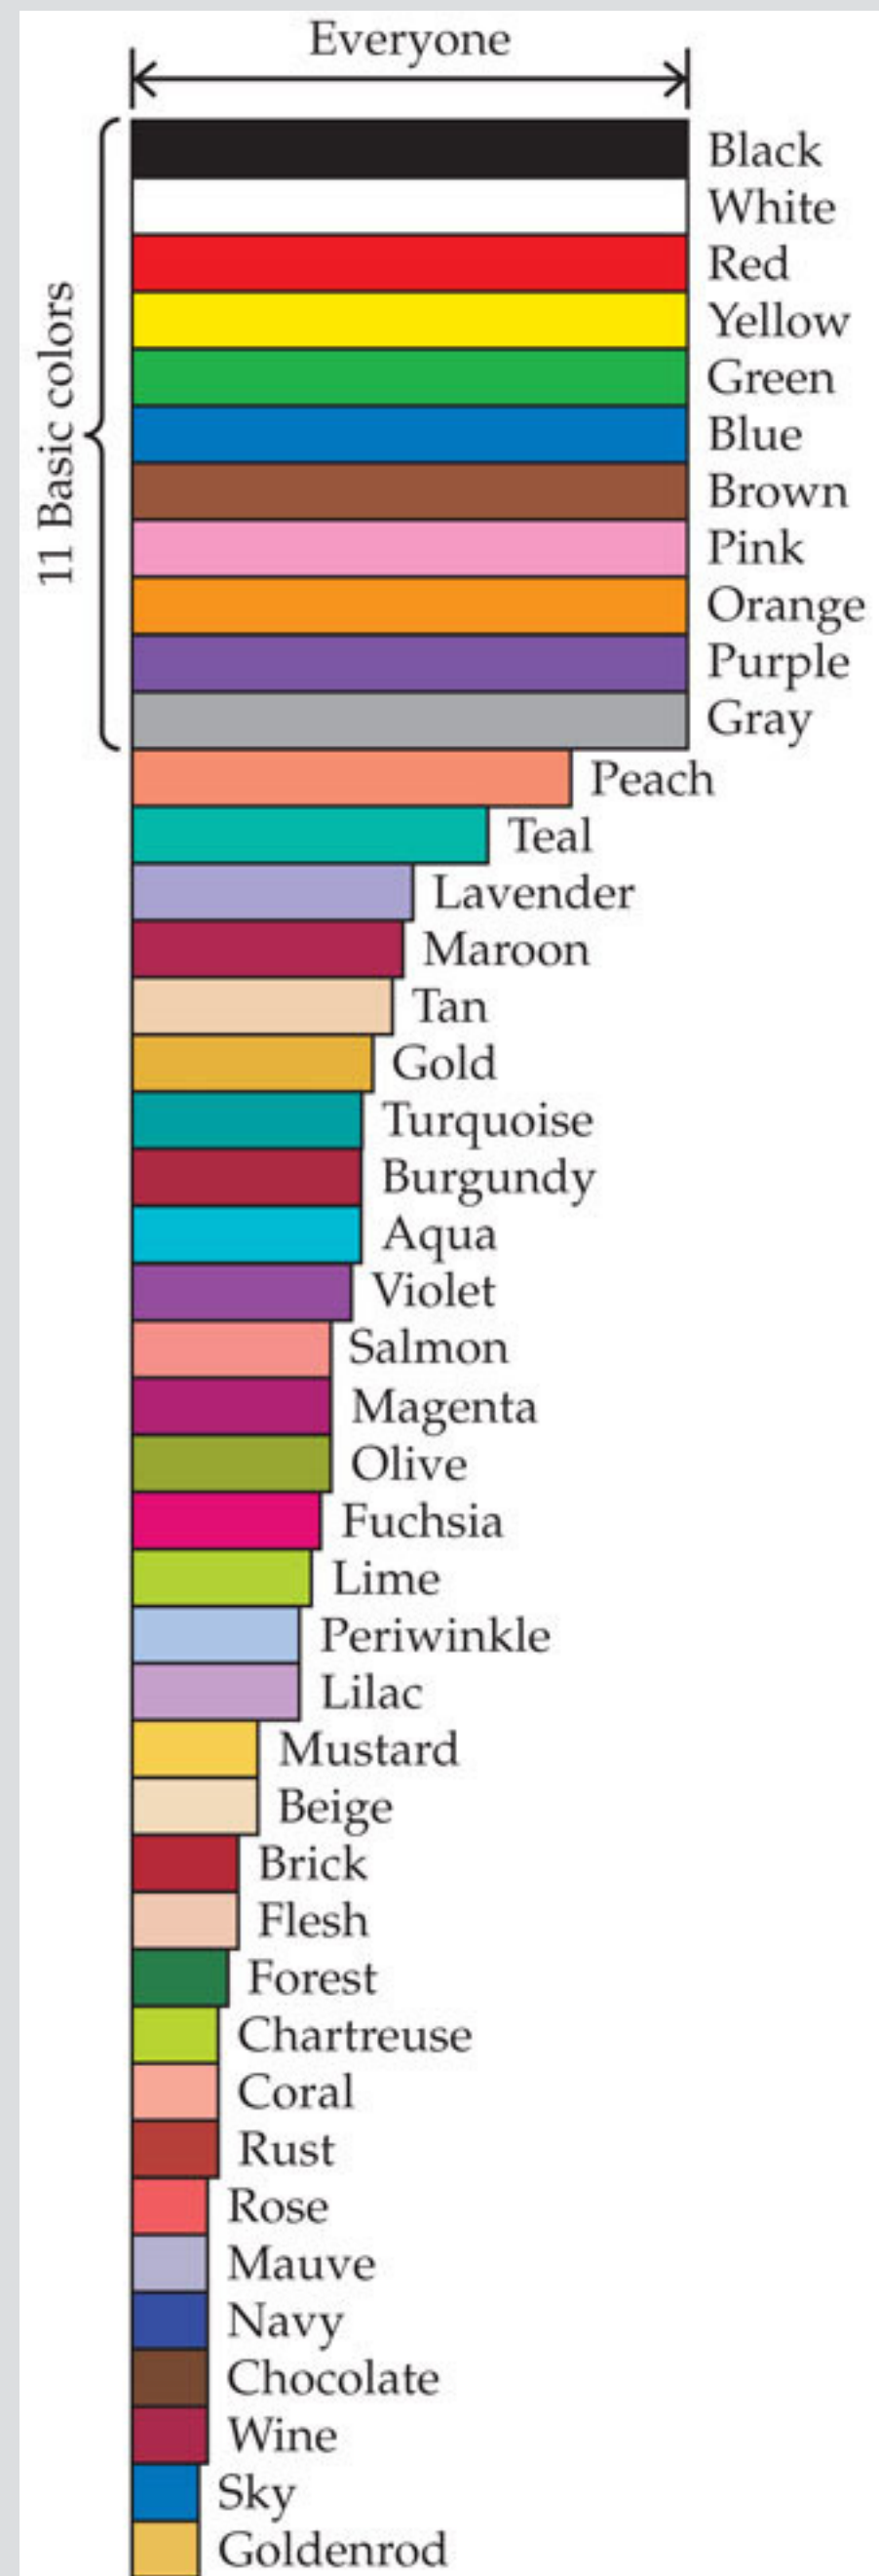 Everyone
11 Basic colors
Black
White
Red
Yellow
Green
Blue
Brown
Pink
Orange
Purple
Gray
Peach
Teal
Lavender
Maroon
Tan
Gold
Turquoise
Burgundy
Aqua
Violet
Salmon
Magenta
Olive
Fuchsia
Lime
Periwinkle
Lilac
Mustard
Beige
Brick
Flesh
Forest
Chartreuse
Coral
Rust
Rose
Mauve
Navy
Chocolate
Wine
Sky
Goldenrod